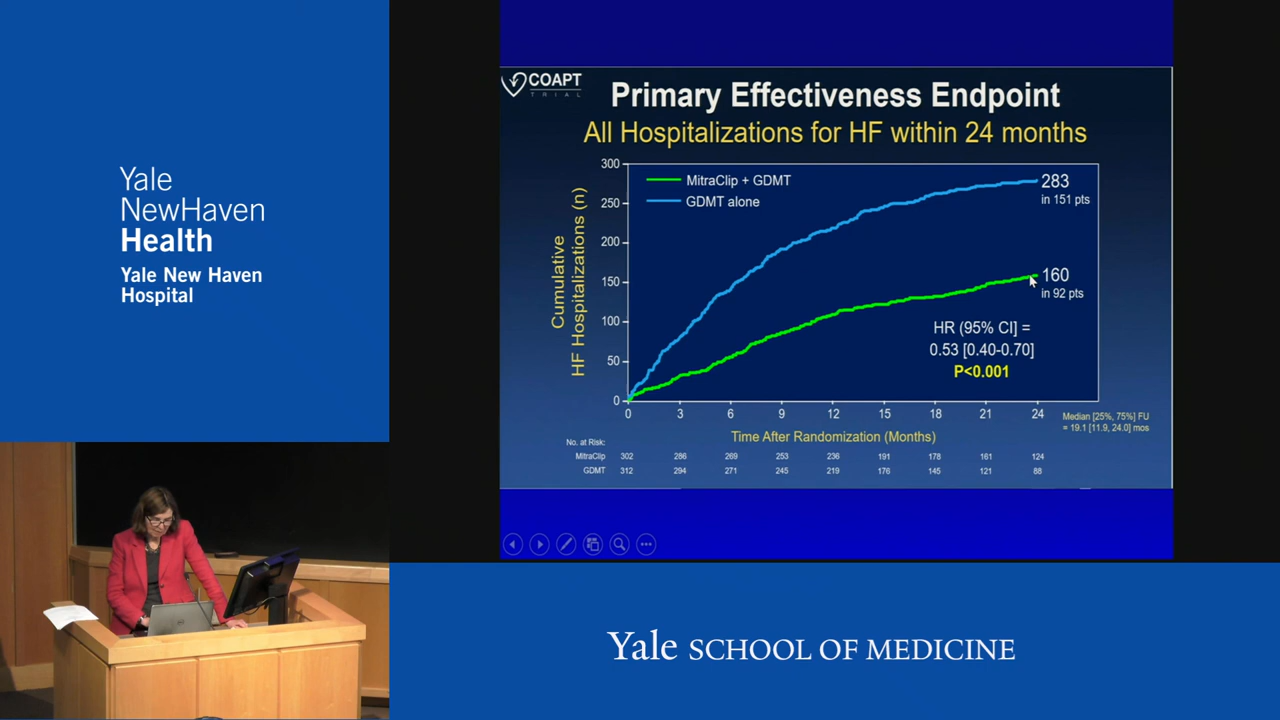 Yale
NewHaven
Health
Yale New Haven
Hospital
COAPT
TRIAL
Primary Effectiveness Endpoint
All Hospitalizations for HF within 24 months
Cumulative
HF Hospitalizations (n)
300
250
200
150
100
50
0
MitraClip + GDMT
GDMT alone
283
in 151 pts
160
in 92 pts
HR (95% CI] =
0.53 [0.40-0.70]
P<0.001
0 3 6 9 12 15 18 21 24
Time After Randomization (Months)
Median [25%, 75%] FU
= 19.1 [11.9, 24.0] mos
No. at Risk:
MitraClip 302 286 269 253 236 191 178 161 124
GDMT 312 294 271 245 219 176 145 121 88
Yale SCHOOL OF MEDICINE